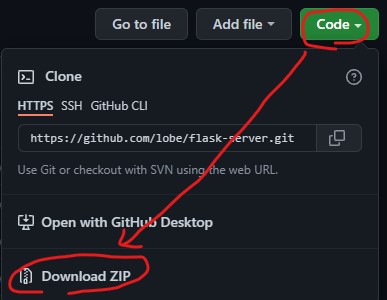 Go to file Add file Code
Clone
HTTPS SSH GitHub CLI
https://github.com/lobe/flask-server.git
Use Git or checkout with SVN using the web URL.
Open with GitHub Desktop
Download ZIP